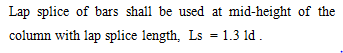 Lap splice of bars shall be used at mid-height of the
column with lap splice length, Ls = 1.3 ld .